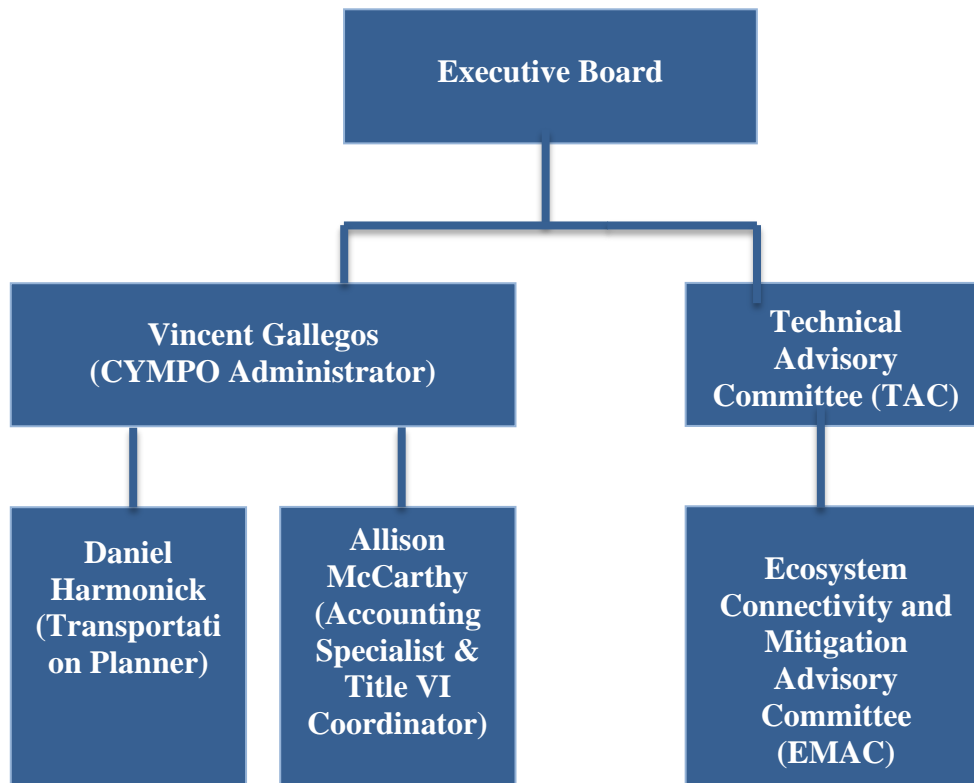 Executive Board
Vincent Gallegos
(CYMPO Administrator)
Technical
Advisory
Committee (TAC)
Daniel
Harmonick
(Transportati
on Planner)
Allison
McCarthy
(Accounting
Specialist &
Title VI
Coordinator)
Ecosystem
Connectivity and
Mitigation
Advisory
Committee
(EMAC)